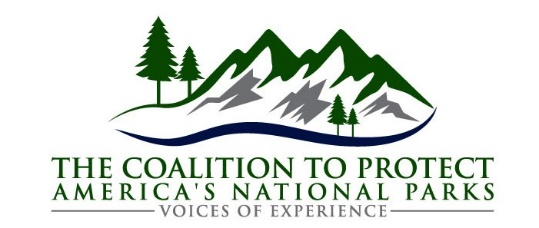 THE COALITION TO PROTECT
AMERICA'S NATIONAL PARKS
VOICES OF EXPERIENCE